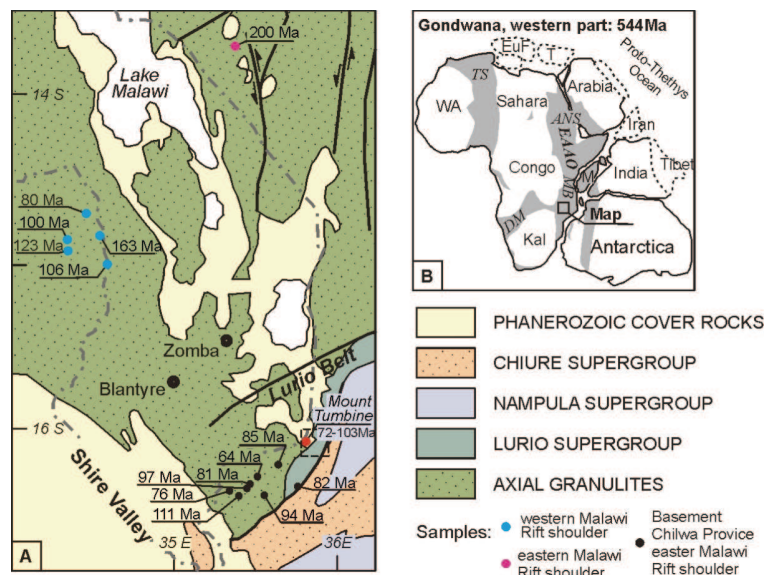 200 Ma
Lake
Malawi
14 S
80 Ma
100 Ma
123 Ma
163 Ma
106 Ma
Zomba
Blantyre
Lurio Belt
Mount
Tumbine
72-103Ma
16 S
85 Ma
64 Ma
97 Ma
81 Ma
76 Ma
82 Ma
111 Ma
94 Ma
Shire Valley
35 E
36E
A
Gondwana, western part: 544Ma
EuF
T
Proto-Thethys
Ocean
TS
WA
Sahara
Arabia
ANS
EAAO
Iran
Congo
India
Tibet
M
MB
DM
Map
Kal
Antarctica
B
PHANEROZOIC COVER ROCKS
CHIURE SUPERGROUP
NAMPULA SUPERGROUP
LURIO SUPERGROUP
AXIAL GRANULITES
Samples:
western Malawi
Rift shoulder
eastern Malawi
Rift shoulder
Basement
Chilwa Provice
easter Malawi
Rift shoulder